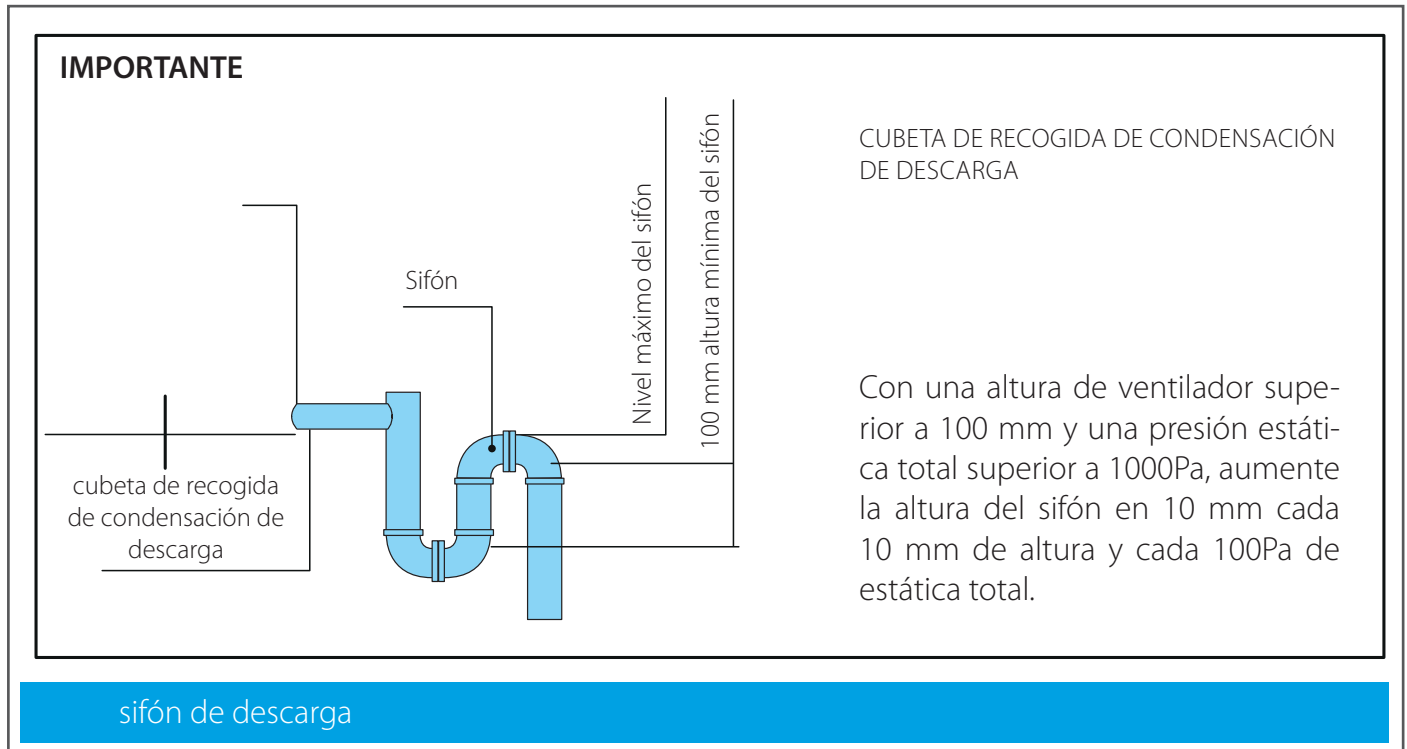 IMPORTANTE
CUBETA DE RECOGIDA DE CONDENSACIÓN
DE DESCARGA
Nivel máximo del sifón
100 mm altura mínima del sifón
Sifón
cubeta de recogida
de condensación de
descarga
Con una altura de ventilador supe-
rior a 100 mm y una presión estáti-
ca total superior a 1000Pa, aumente
la altura del sifón en 10 mm cada
10 mm de altura y cada 100Pa de
estática total.
sifón de descarga